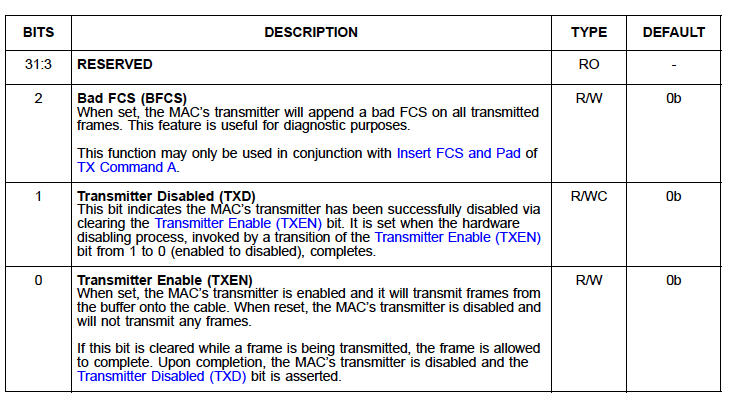 BITS DESCRIPTION TYPE DEFAULT
31:3 RESERVED RO -
2 Bad FCS (BFCS) R/W 0b
When set, the MAC's transmitter will append a bad FCS on all transmitted
frames. This feature is useful for diagnostic purposes.
This function may only be used in conjunction with Insert FCS and Pad of
TX Command A.
1 Transmitter Disabled (TXD) R/WC 0b
This bit indicates the MAC's transmitter has been successfully disabled via
clearing the Transmitter Enable (TXEN) bit. It is set when the hardware
disabling process, invoked by a transition of the Transmitter Enable (TXEN)
bit from 1 to 0 (enabled to disabled), completes.
0 Transmitter Enable (TXEN) R/W 0b
When set, the MAC's transmitter is enabled and it will transmit frames from
the buffer onto the cable. When reset, the MAC's transmitter is disabled and
will not transmit any frames.
If this bit is cleared while a frame is being transmitted, the frame is allowed
to complete. Upon completion, the MAC's transmitter is disabled and the
Transmitter Disabled (TXD) bit is asserted.